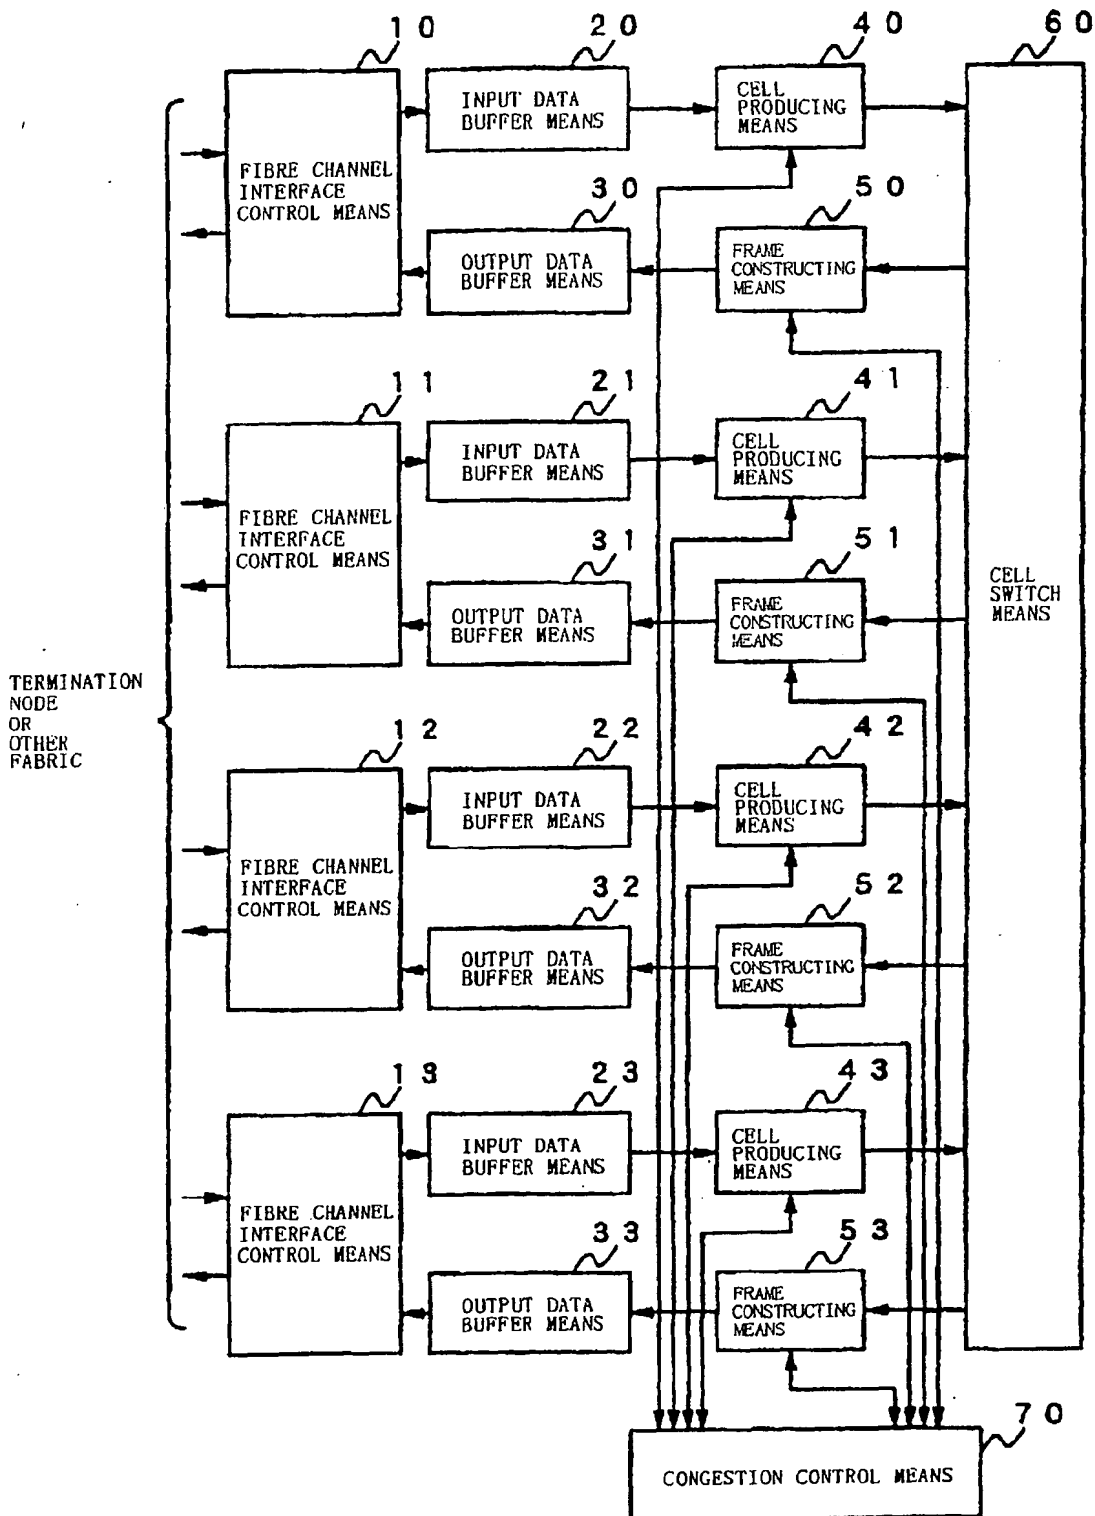 10
20
40
60
FIBRE CHANNEL
INTERFACE
CONTROL MEANS
INPUT DATA
BUFFER MEANS
CELL
PRODUCING
MEANS
30
50
OUTPUT DATA
BUFFER MEANS
FRAME
CONSTRUCTING
MEANS
11
21
41
FIBRE CHANNEL
INTERFACE
CONTROL MEANS
INPUT DATA
BUFFER MEANS
CELL
PRODUCING
MEANS
31
51
OUTPUT DATA
BUFFER MEANS
FRAME
CONSTRUCTING
MEANS
CELL
SWITCH
MEANS
TERMINATION
NODE
OR
OTHER
FABRIC
12
22
42
FIBRE CHANNEL
INTERFACE
CONTROL MEANS
INPUT DATA
BUFFER MEANS
CELL
PRODUCING
MEANS
32
52
OUTPUT DATA
BUFFER MEANS
FRAME
CONSTRUCTING
MEANS
13
23
43
FIBRE CHANNEL
INTERFACE
CONTROL MEANS
INPUT DATA
BUFFER MEANS
CELL
PRODUCING
MEANS
33
53
OUTPUT DATA
BUFFER MEANS
FRAME
CONSTRUCTING
MEANS
70
CONGESTION CONTROL MEANS